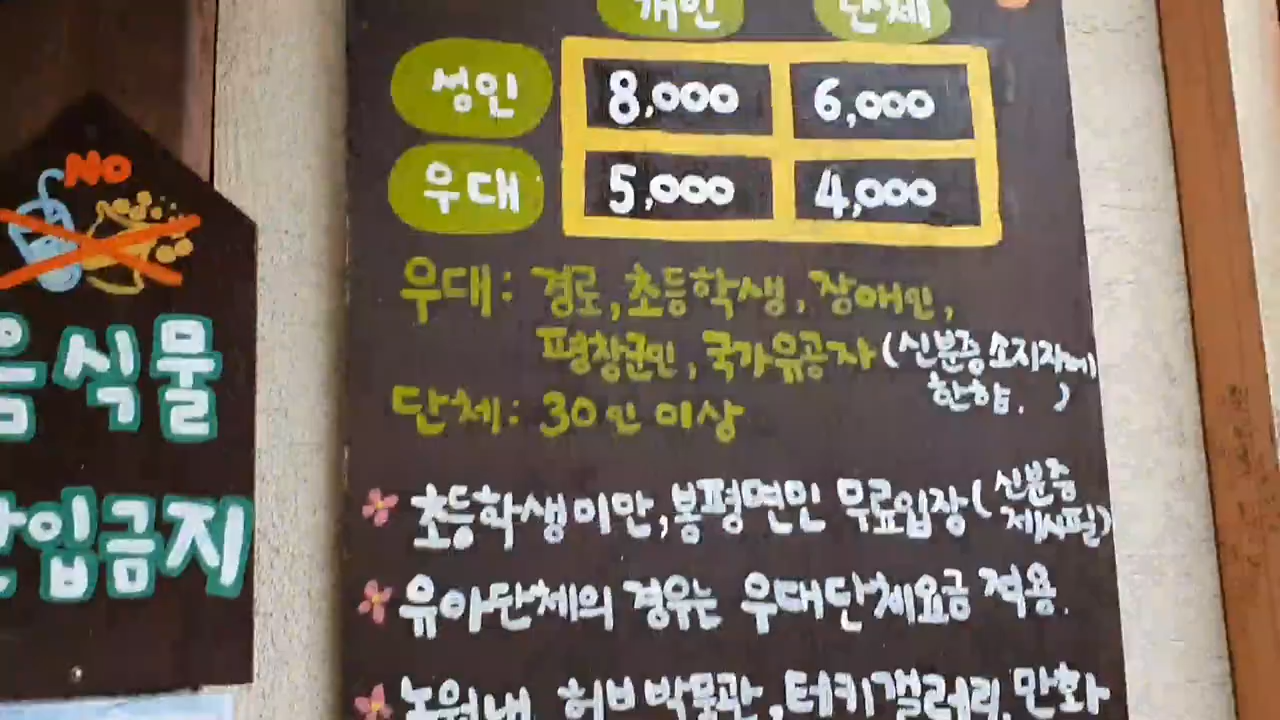 개인 단체
성인 8,000 6,000
우대 5,000 4,000
우대: 경로, 초등학생, 장애인,
평창군민, 국가유공자 (신분증 소지자에
한함. )
단체: 30인 이상
초등학생미만, 봉평면민 무료입장 (신분증
제시필)
유아단체의 경우는 우대단체요금 적용.
농원내 허브박물관, 터키갤러리, 만화
NO
음식물
반입금지